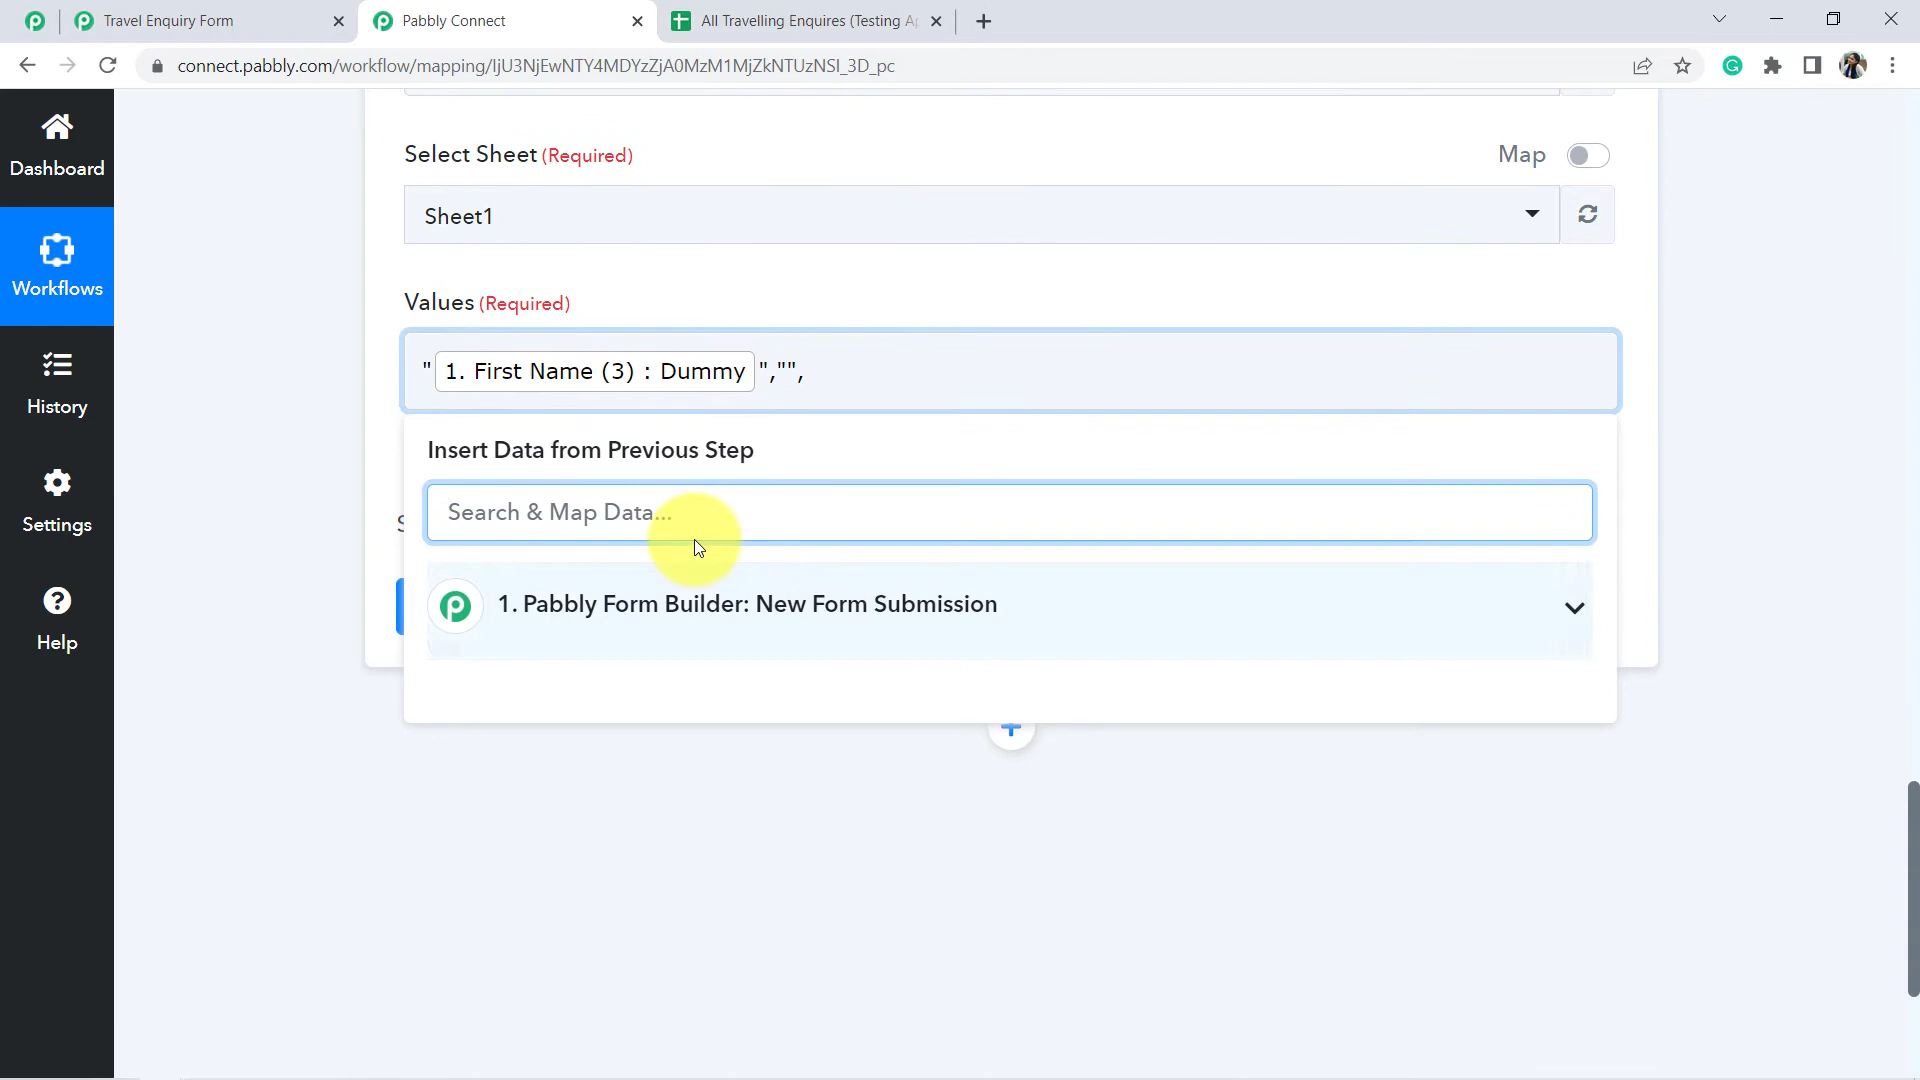 Travel Enquiry Form
Pabbly Connect
All Travelling Enquires (Testing Ap
connect.pabbly.com/workflow/mapping/IjU3NjEwNTY4MDYzZjA0MzM1MjZkNTUzNSI_3D_pc
Dashboard
Workflows
History
Settings
Help
Select Sheet (Required)
Map
Sheet1
Values (Required)
"1. First Name (3) : Dummy","",
Insert Data from Previous Step
Search & Map Data...
1. Pabbly Form Builder: New Form Submission